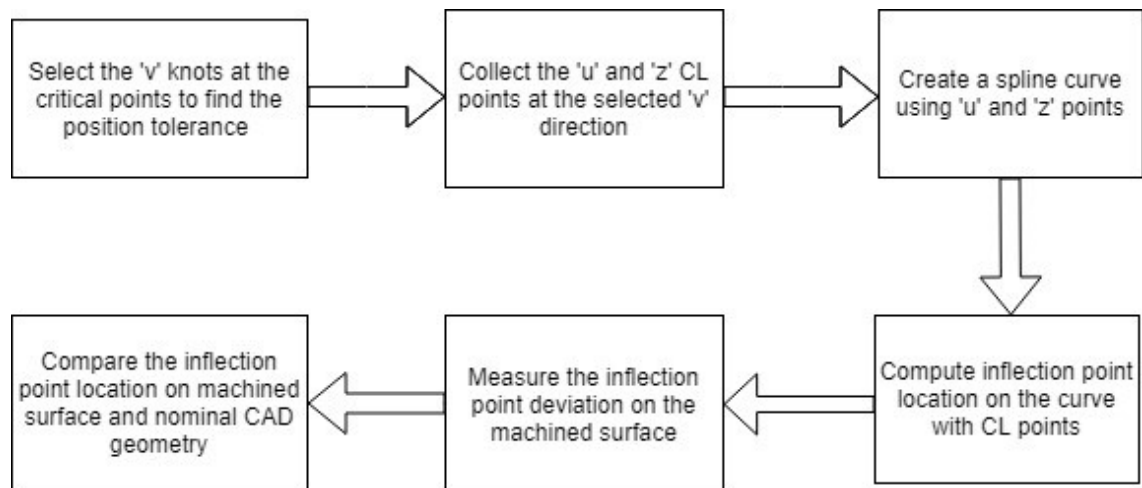 Select the 'v' knots at the
critical points to find the
position tolerance
Collect the 'u' and 'z' CL
points at the selected 'v'
direction
Create a spline curve
using 'u' and 'z' points
Compute inflection point
location on the curve
with CL points
Measure the inflection
point deviation on the
machined surface
Compare the inflection
point location on machined
surface and nominal CAD
geometry